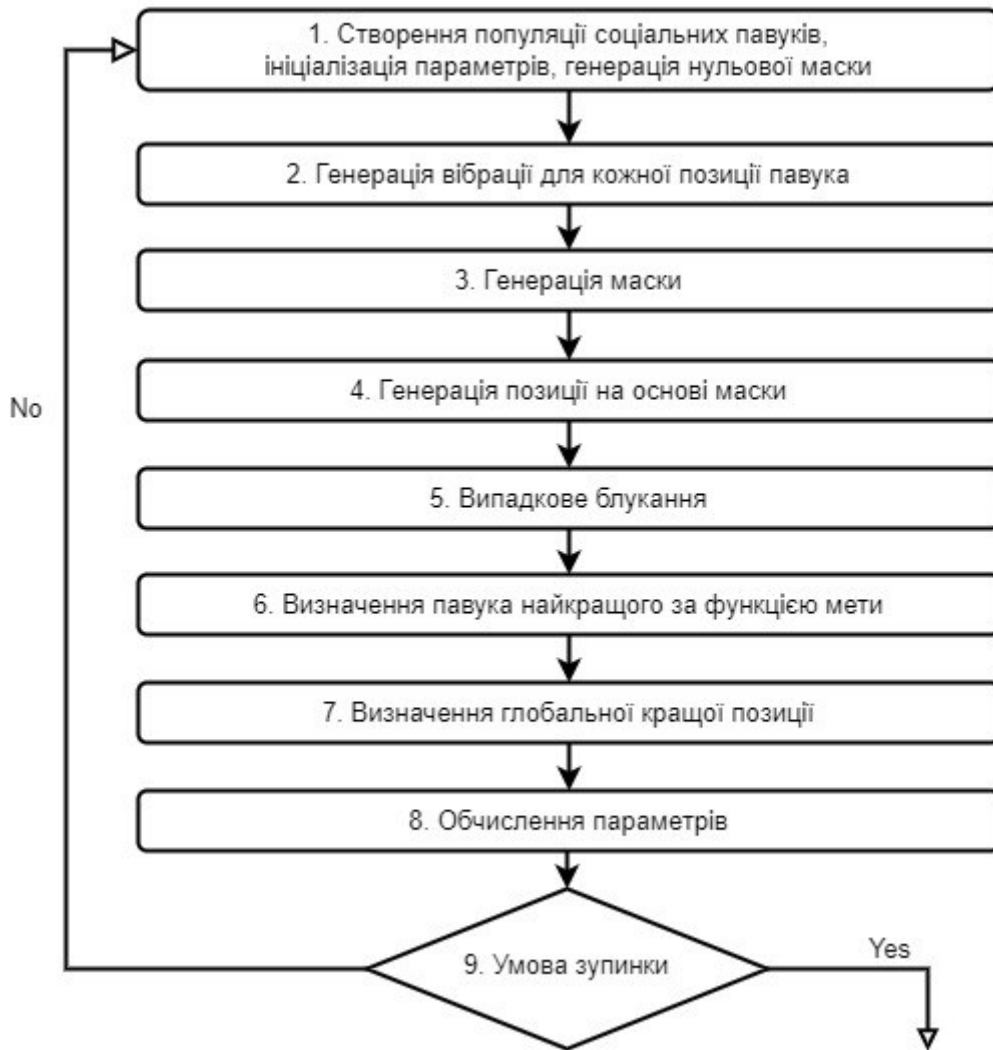 1. Створення популяції соціальних павуків,
ініціалізація параметрів, генерація нульової маски
2. Генерація вібрації для кожної позиції павука
3. Генерація маски
4. Генерація позиції на основі маски
No
5. Випадкове блукання
6. Визначення павука найкращого за функцією мети
7. Визначення глобальної кращої позиції
8. Обчислення параметрів
9. Умова зупинки
Yes